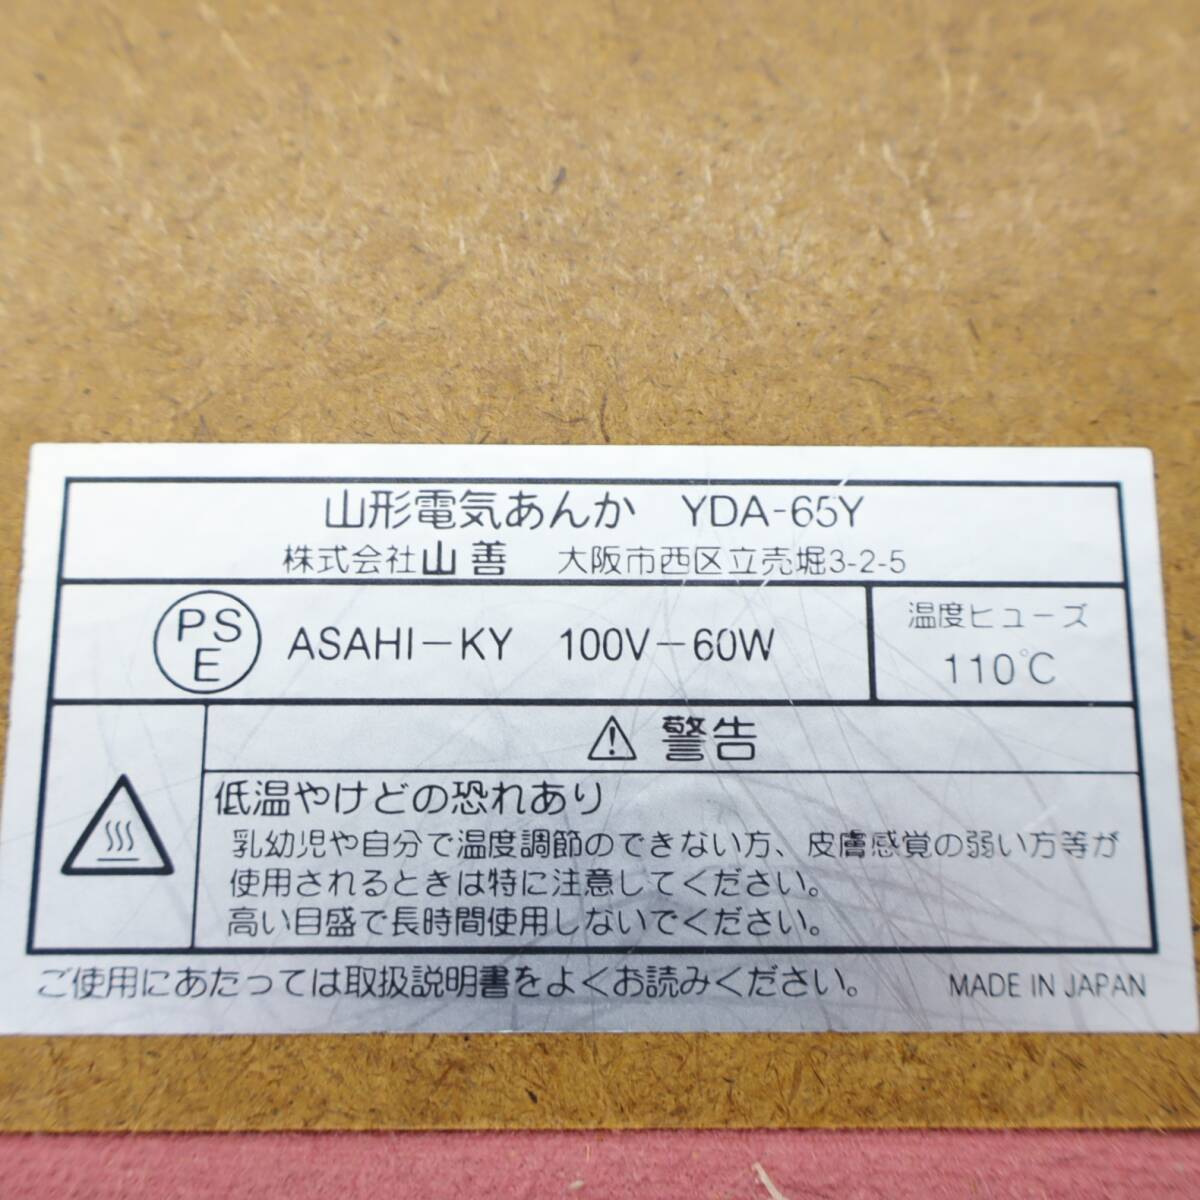 山形電気あんか YDA-65Y
株式会社山善 大阪市西区立売堀3-2-5
PSE ASAHI-KY 100V-60W
温度ヒューズ
110℃
⚠ 警告
低温やけどの恐れあり
乳幼児や自分で温度調節のできない方、皮膚感覚の弱い方等が
使用されるときは特に注意してください。
高い目盛で長時間使用しないでください。
ご使用にあたっては取扱説明書をよくお読みください。 MADE IN JAPAN